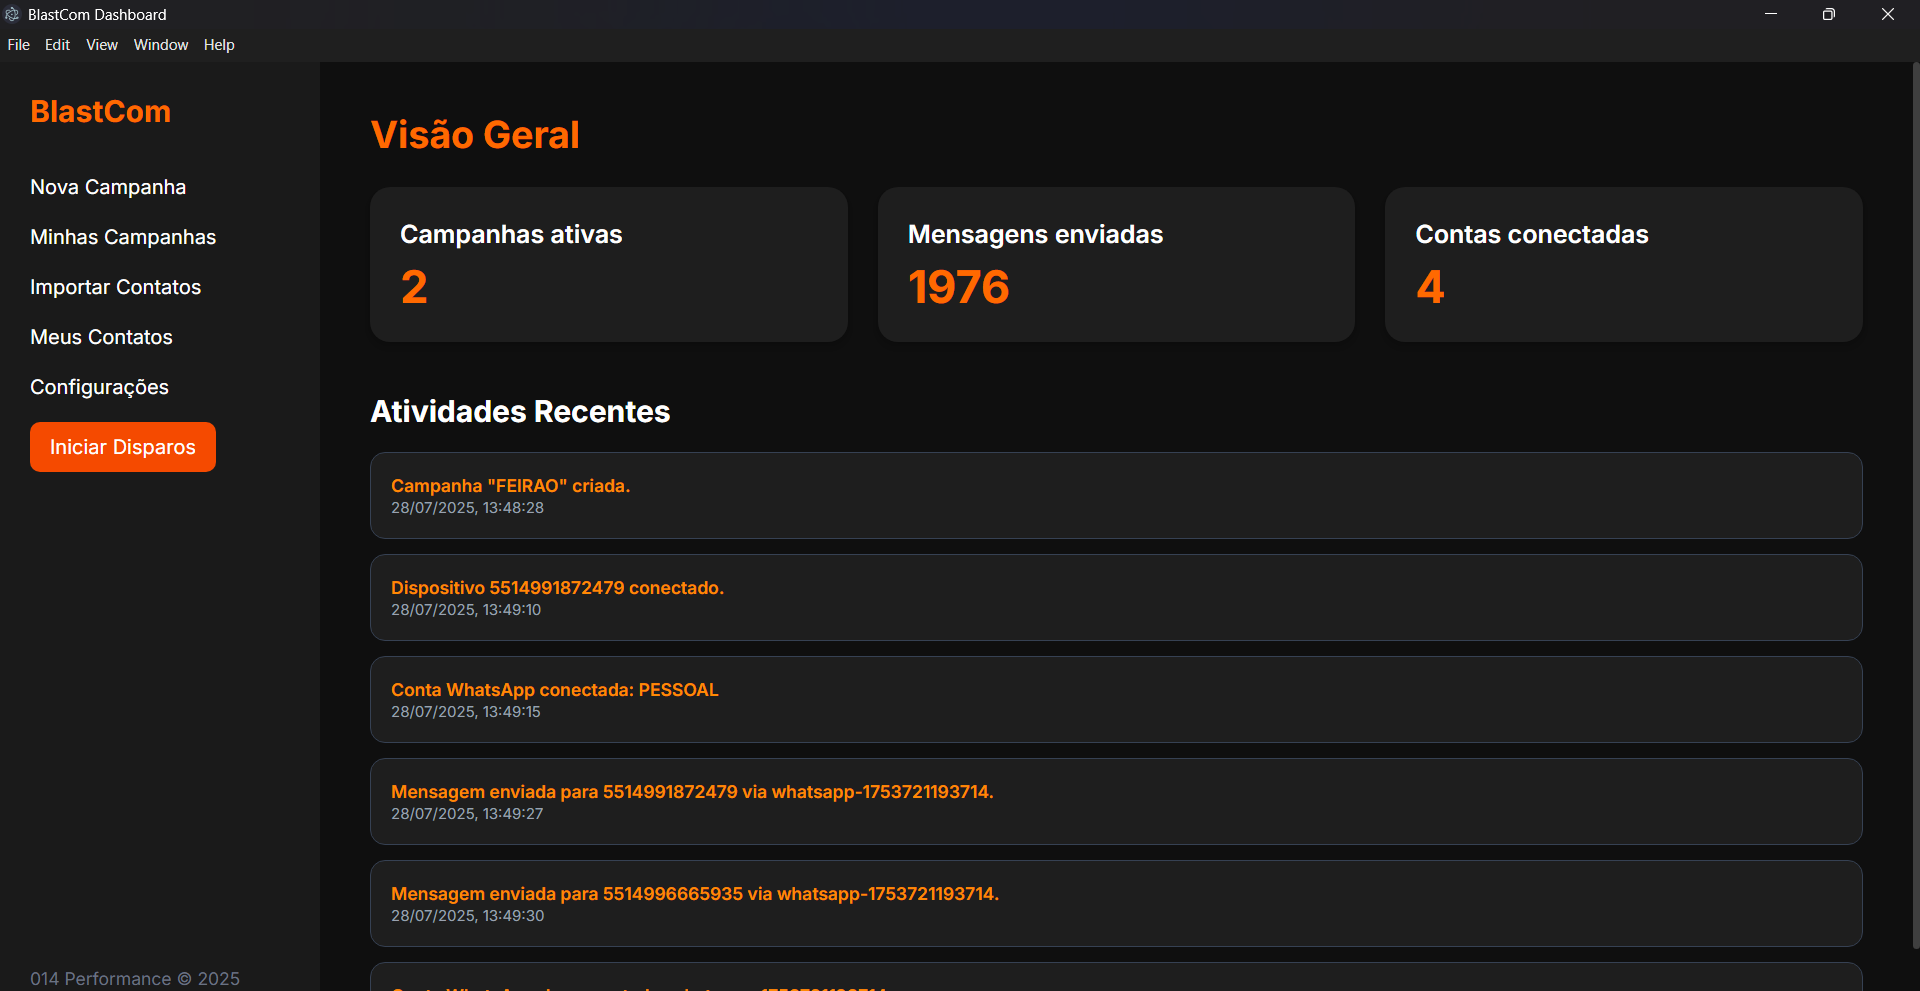 BlastCom Dashboard
File Edit View Window Help
BlastCom
Nova Campanha
Minhas Campanhas
Importar Contatos
Meus Contatos
Configurações
Iniciar Disparos
014 Performance © 2025
Visão Geral
Campanhas ativas
2
Mensagens enviadas
1976
Contas conectadas
4
Atividades Recentes
Campanha "FEIRAO" criada.
28/07/2025, 13:48:28
Dispositivo 5514991872479 conectado.
28/07/2025, 13:49:10
Conta WhatsApp conectada: PESSOAL
28/07/2025, 13:49:15
Mensagem enviada para 5514991872479 via whatsapp-1753721193714.
28/07/2025, 13:49:27
Mensagem enviada para 5514996665935 via whatsapp-1753721193714.
28/07/2025, 13:49:30